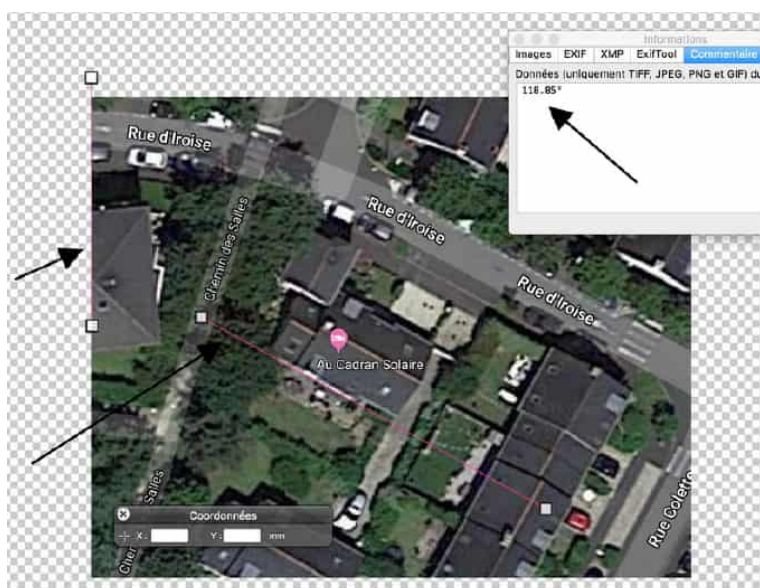 Informations
Images EXIF XMP ExifTool Commentaire
Données (uniquement TIFF, JPEG, PNG et GIF) du
118.85°
Rue d'Iroise
Chemin des Salles
Rue d'Iroise
Rue d'Iroise
Au Cadran Solaire
Coordonnées
X: Y: mm
Salles
Rue Colette